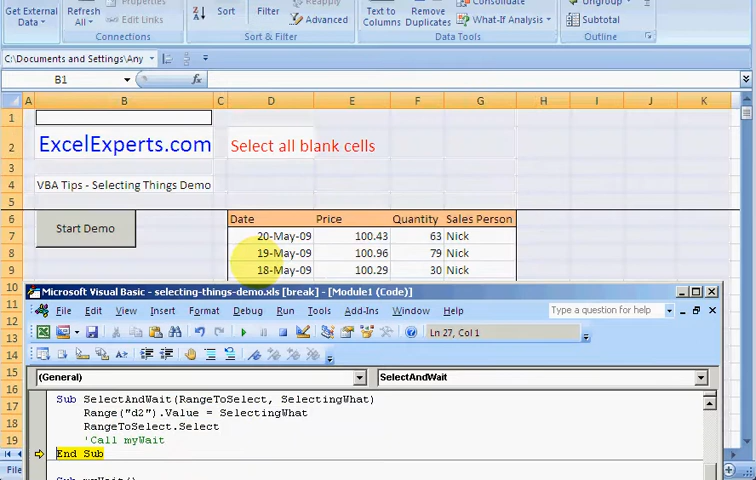 Get External
Data
Refresh
All
Properties
Edit Links
Connections
Sort
Reapply
Advanced
Sort & Filter
Text to
Columns
Remove
Duplicates
Consolidate
What-If Analysis
Data Tools
Ungroup
Subtotal
Outline
C:\Documents and Settings\Any
B1
fx
A B C D E F G H I J K
1
2 ExcelExperts.com Select all blank cells
3
4 VBA Tips - Selecting Things Demo
5
6 Date Price Quantity Sales Person
Start Demo
7 20-May-09 100.43 63 Nick
8 19-May-09 100.96 79 Nick
9 18-May-09 100.29 30 Nick
10
11
12
13
14
15
16
17
18
19
Filte
Microsoft Visual Basic - selecting-things-demo.xls [break] - [Module1 (Code)]
File Edit View Insert Format Debug Run Tools Add-Ins Window Help
Type a question for help
Ln 27, Col 1
(General)
SelectAndWait
Sub SelectAndWait(RangeToSelect, SelectingWhat)
Range("d2").Value = SelectingWhat
RangeToSelect.Select
'Call myWait
End Sub
Sub myWait()